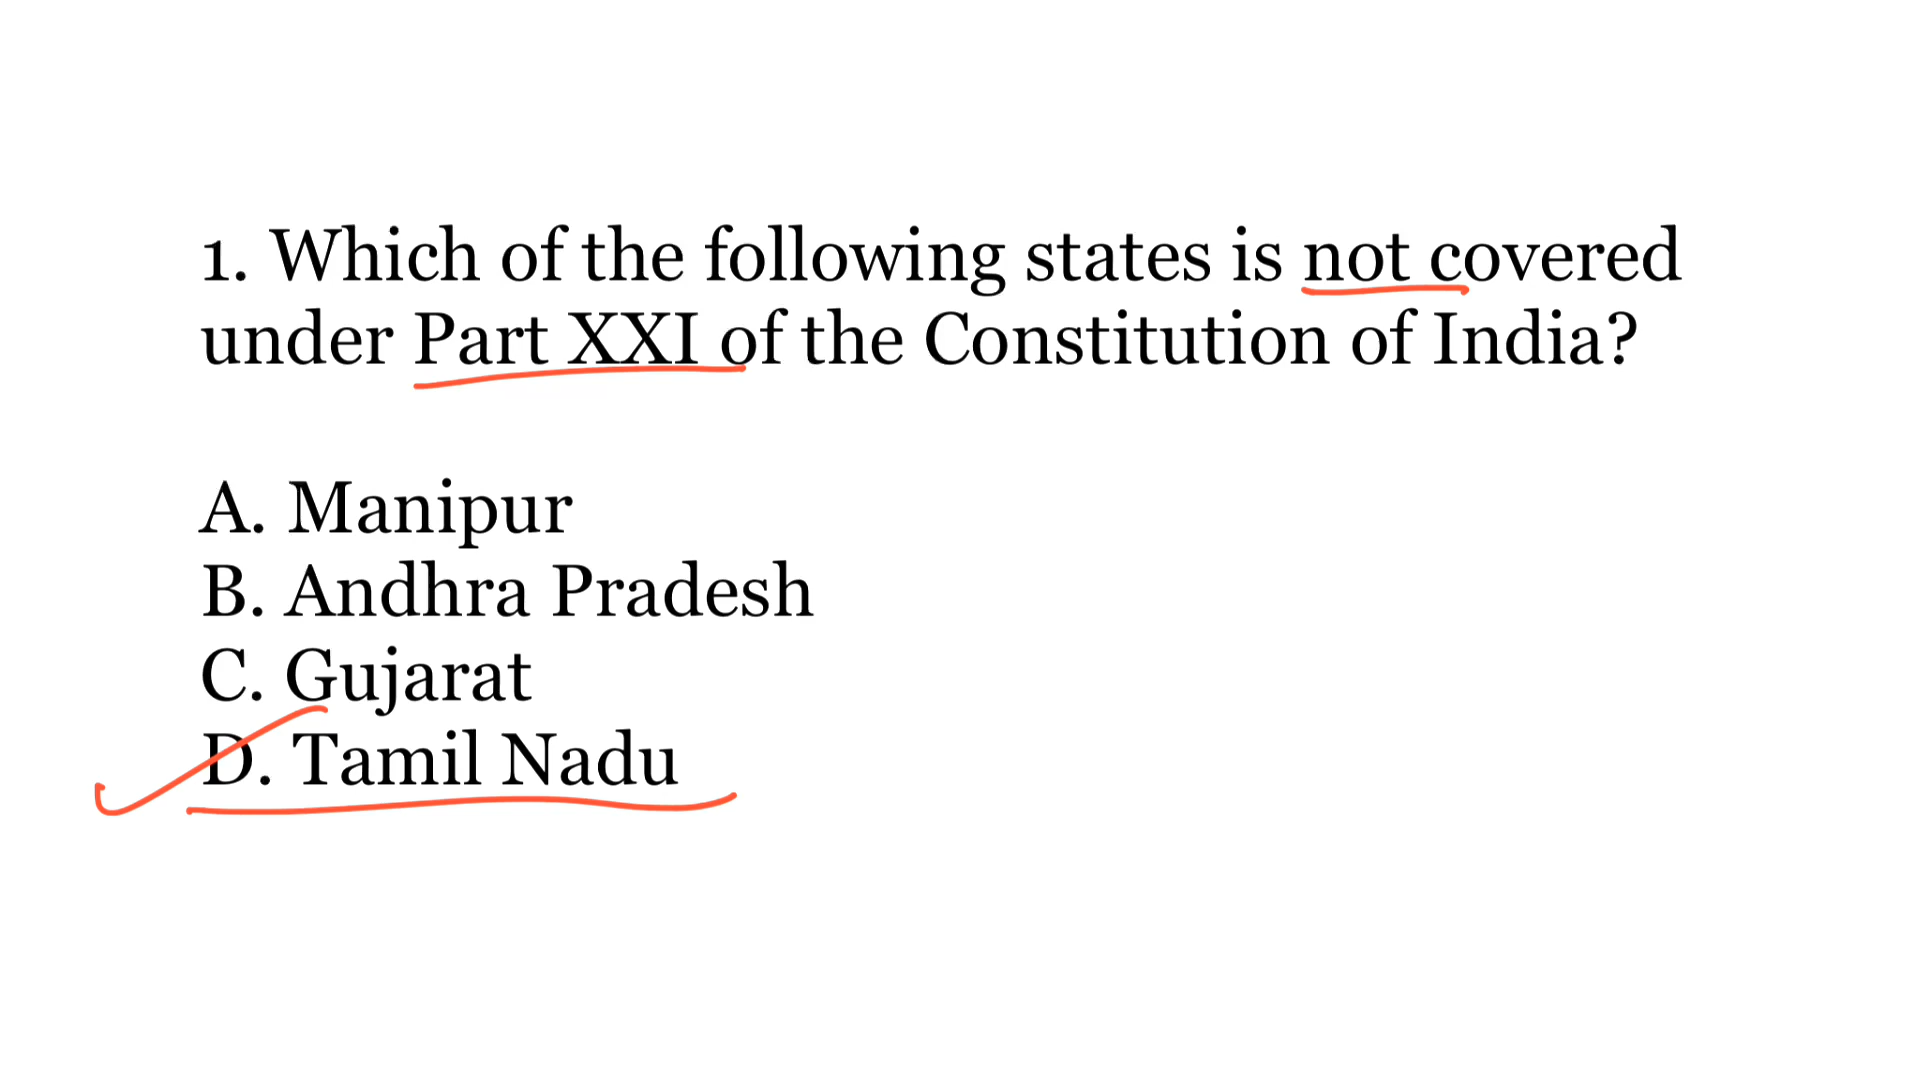 1. Which of the following states is not covered
under Part XXI of the Constitution of India?
A. Manipur
B. Andhra Pradesh
C. Gujarat
D. Tamil Nadu